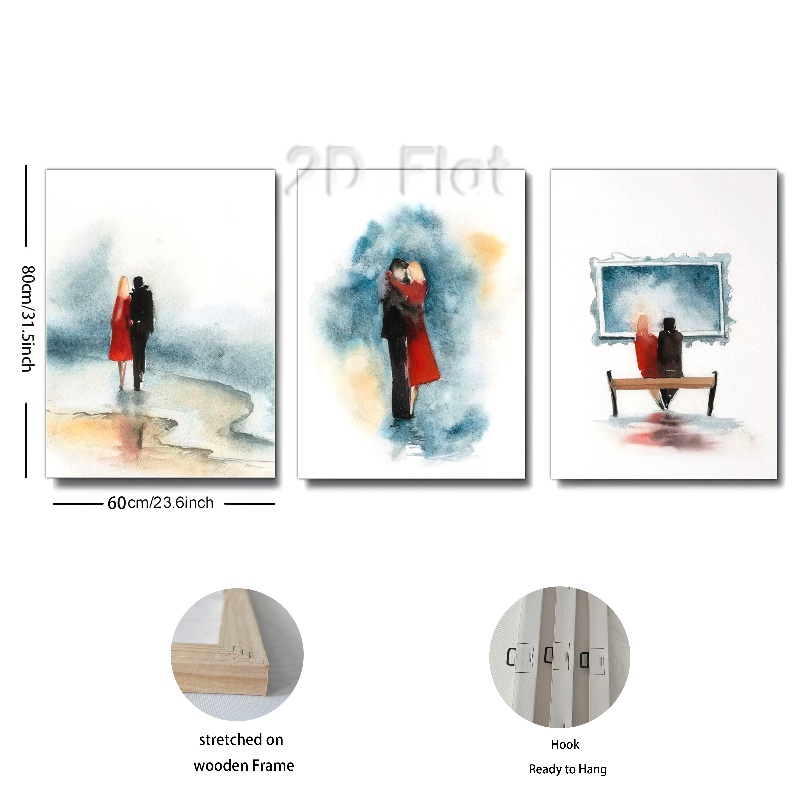 2D Flat
80cm/31.5inch
60cm/23.6inch
stretched on
wooden Frame
Hook
Ready to Hang